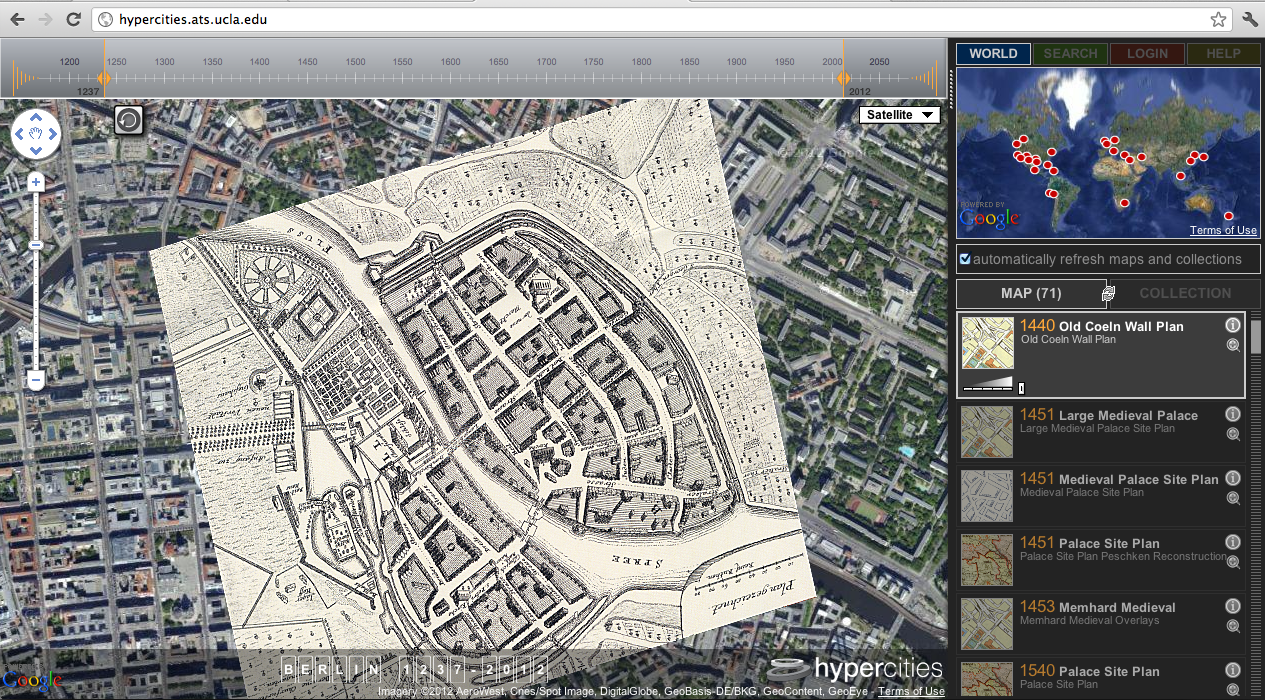 hypercities.ats.ucla.edu
1200 1250 1300 1350 1400 1450 1500 1550 1600 1650 1700 1750 1800 1850 1900 1950 2000 2050
1237 2012
Satellite
FLUSS
SPREE
Plan gezeichnet
BERLIN 1237-2012
hypercities
Google
Imagery ©2012 AeroWest, Cnes/Spot Image, DigitalGlobe, GeoBasis-DE/BKG, GeoContent, GeoEye - Terms of Use
WORLD SEARCH LOGIN HELP
POWERED BY
Google
Terms of Use
automatically refresh maps and collections
MAP (71) COLLECTION
1440 Old Coeln Wall Plan
Old Coeln Wall Plan
1451 Large Medieval Palace
Large Medieval Palace Site Plan
1451 Medieval Palace Site Plan
Medieval Palace Site Plan
1451 Palace Site Plan
Palace Site Plan Peschken Reconstruction
1453 Memhard Medieval
Memhard Medieval Overlays
1540 Palace Site Plan
Palace Site Plan